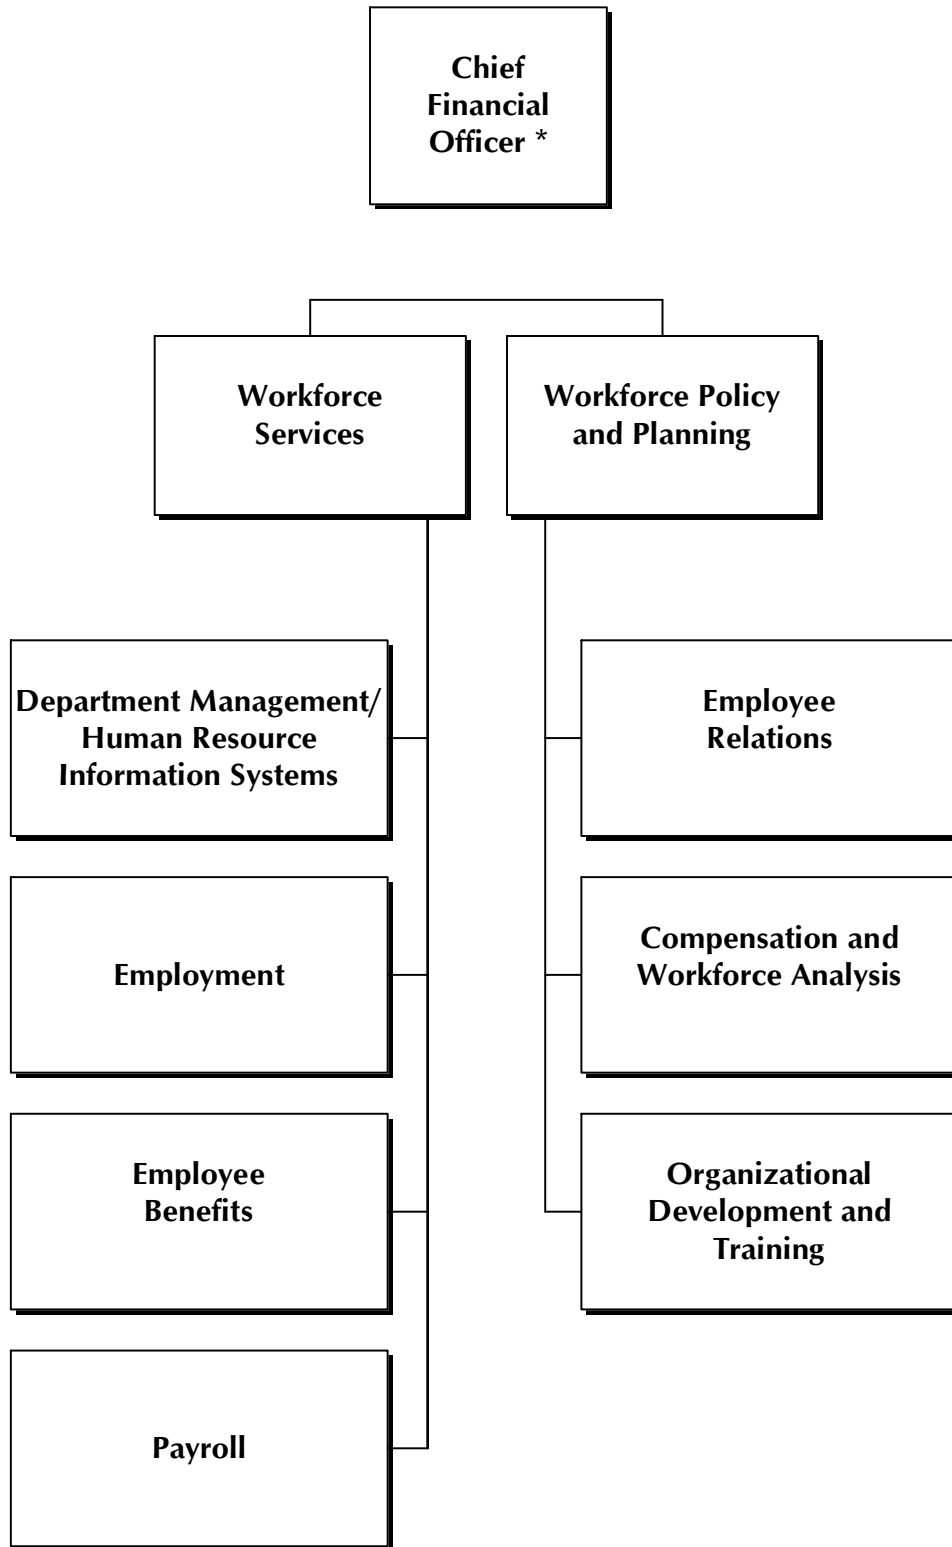 Chief
Financial
Officer *
Workforce
Services
Workforce Policy
and Planning
Department Management/
Human Resource
Information Systems
Employee
Relations
Employment
Compensation and
Workforce Analysis
Employee
Benefits
Organizational
Development and
Training
Payroll